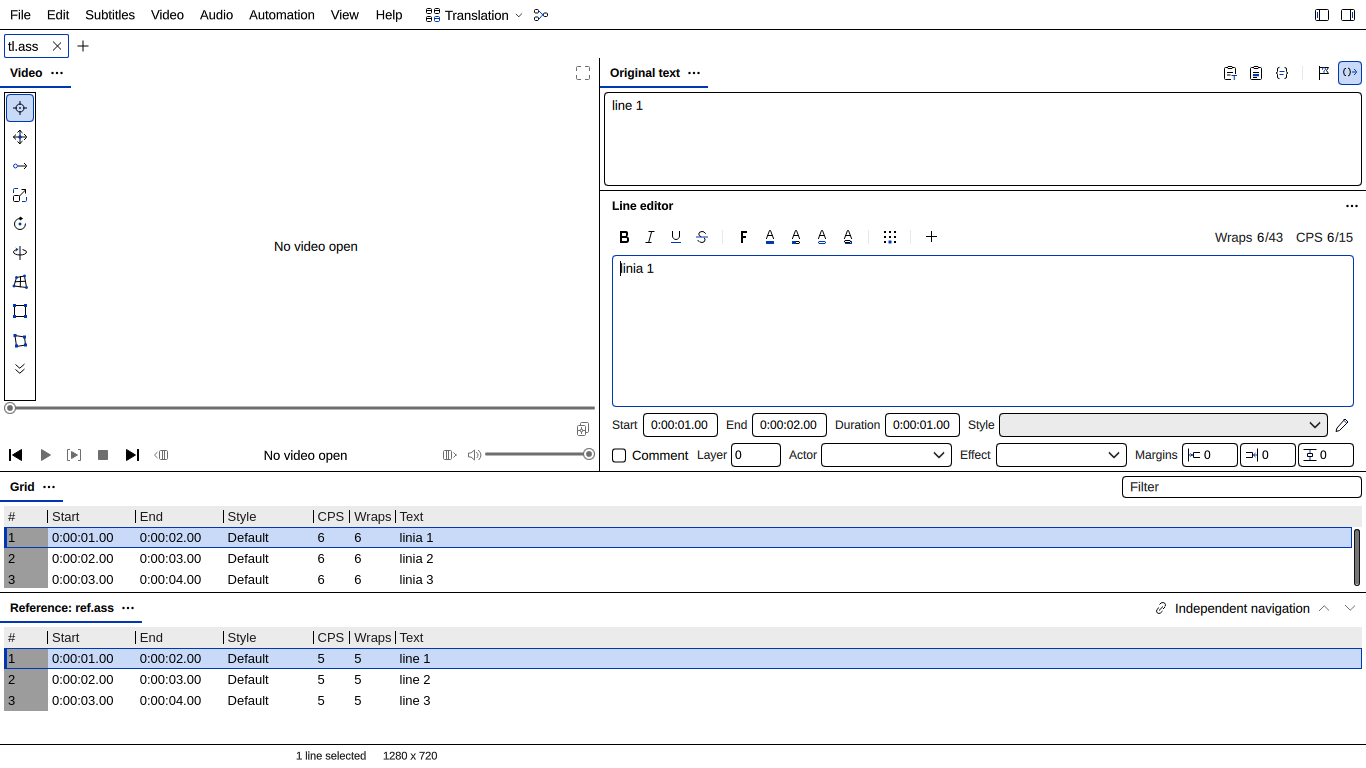 File Edit Subtitles Video Audio Automation View Help Translation
tl.ass
Video
Original text
line 1
Line editor
B I U S F A A A A Wraps 6/43 CPS 6/15
linia 1
No video open
Start 0:00:01.00 End 0:00:02.00 Duration 0:00:01.00 Style
No video open
Comment Layer 0 Actor Effect Margins 0 0 0
Grid
Filter
# Start End Style CPS Wraps Text
1 0:00:01.00 0:00:02.00 Default 6 6 linia 1
2 0:00:02.00 0:00:03.00 Default 6 6 linia 2
3 0:00:03.00 0:00:04.00 Default 6 6 linia 3
Reference: ref.ass
Independent navigation
# Start End Style CPS Wraps Text
1 0:00:01.00 0:00:02.00 Default 5 5 line 1
2 0:00:02.00 0:00:03.00 Default 5 5 line 2
3 0:00:03.00 0:00:04.00 Default 5 5 line 3
1 line selected 1280 x 720